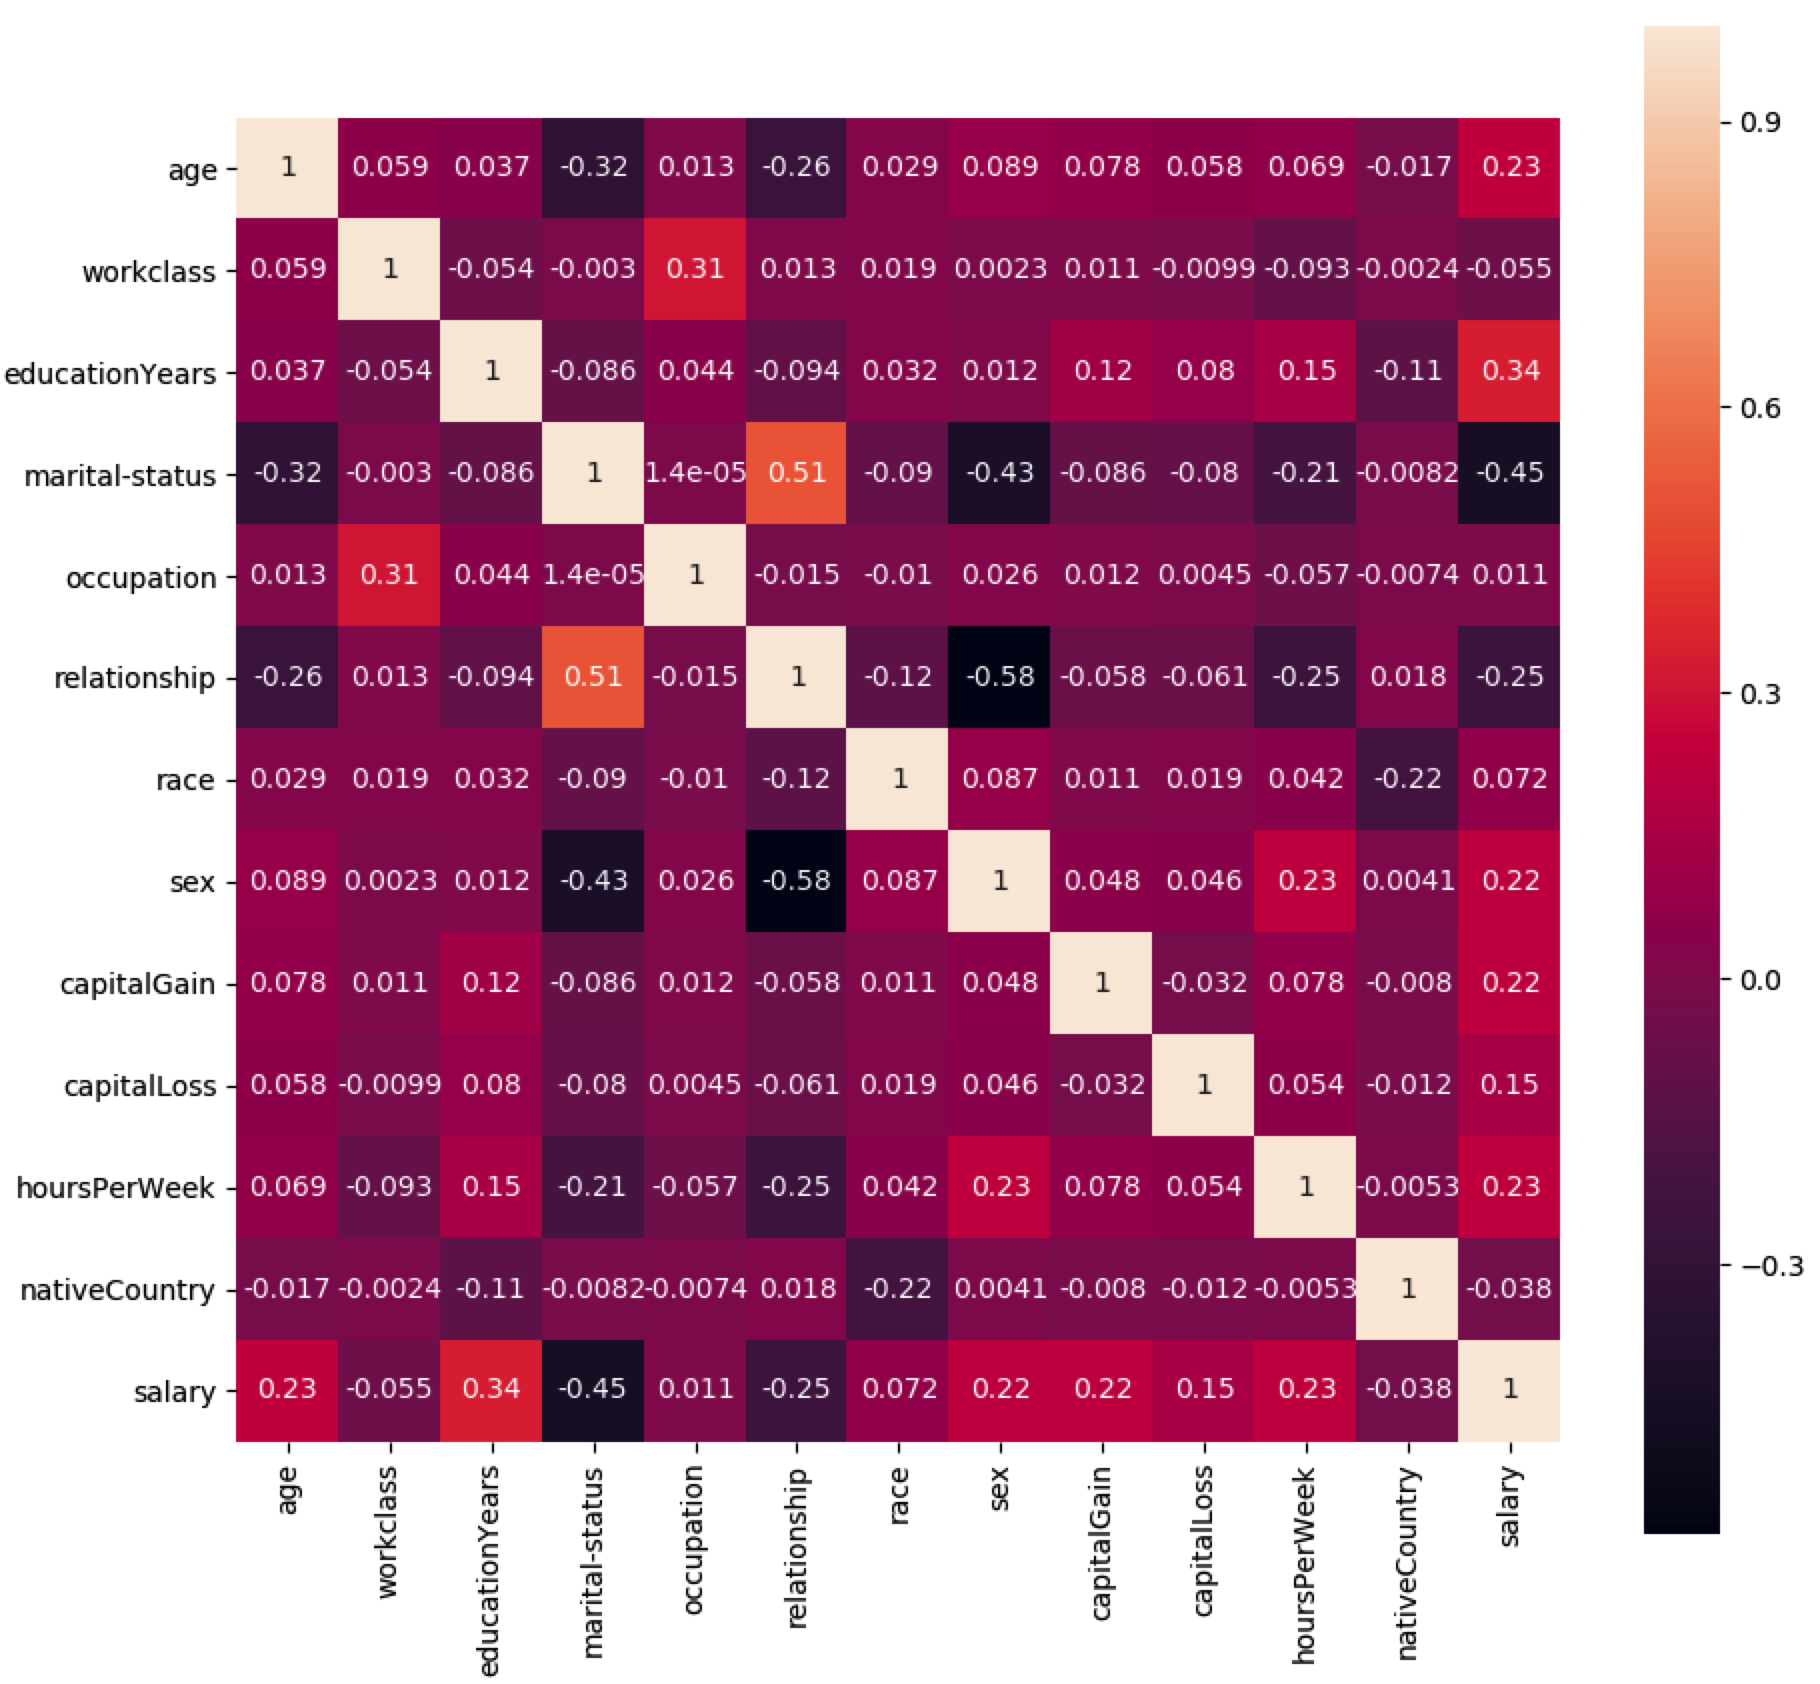 age 1 0.059 0.037 -0.32 0.013 -0.26 0.029 0.089 0.078 0.058 0.069 -0.017 0.23
workclass 0.059 1 -0.054 -0.003 0.31 0.013 0.019 0.0023 0.011 -0.0099 -0.093 -0.0024 -0.055
educationYears 0.037 -0.054 1 -0.086 0.044 -0.094 0.032 0.012 0.12 0.08 0.15 -0.11 0.34
marital-status -0.32 -0.003 -0.086 1 1.4e-05 0.51 -0.09 -0.43 -0.086 -0.08 -0.21 -0.0082 -0.45
occupation 0.013 0.31 0.044 1.4e-05 1 -0.015 -0.01 0.026 0.012 0.0045 -0.057 -0.0074 0.011
relationship -0.26 0.013 -0.094 0.51 -0.015 1 -0.12 -0.58 -0.058 -0.061 -0.25 0.018 -0.25
race 0.029 0.019 0.032 -0.09 -0.01 -0.12 1 0.087 0.011 0.019 0.042 -0.22 0.072
sex 0.089 0.0023 0.012 -0.43 0.026 -0.58 0.087 1 0.048 0.046 0.23 0.0041 0.22
capitalGain 0.078 0.011 0.12 -0.086 0.012 -0.058 0.011 0.048 1 -0.032 0.078 -0.008 0.22
capitalLoss 0.058 -0.0099 0.08 -0.08 0.0045 -0.061 0.019 0.046 -0.032 1 0.054 -0.012 0.15
hoursPerWeek 0.069 -0.093 0.15 -0.21 -0.057 -0.25 0.042 0.23 0.078 0.054 1 -0.0053 0.23
nativeCountry -0.017 -0.0024 -0.11 -0.0082 -0.0074 0.018 -0.22 0.0041 -0.008 -0.012 -0.0053 1 -0.038
salary 0.23 -0.055 0.34 -0.45 0.011 -0.25 0.072 0.22 0.22 0.15 0.23 -0.038 1
age
workclass
educationYears
marital-status
occupation
relationship
race
sex
capitalGain
capitalLoss
hoursPerWeek
nativeCountry
salary
0.9
0.6
0.3
0.0
−0.3